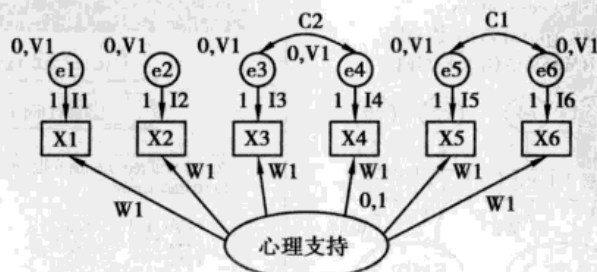 C2 C1
0,V1 0,V1 0,V1 0,V1 0,V1 0,V1
e1 e2 e3 e4 e5 e6
1 I1 1 I2 1 I3 1 I4 1 I5 1 I6
X1 X2 X3 X4 X5 X6
W1 W1 W1 W1 W1 W1
0,1
心理支持